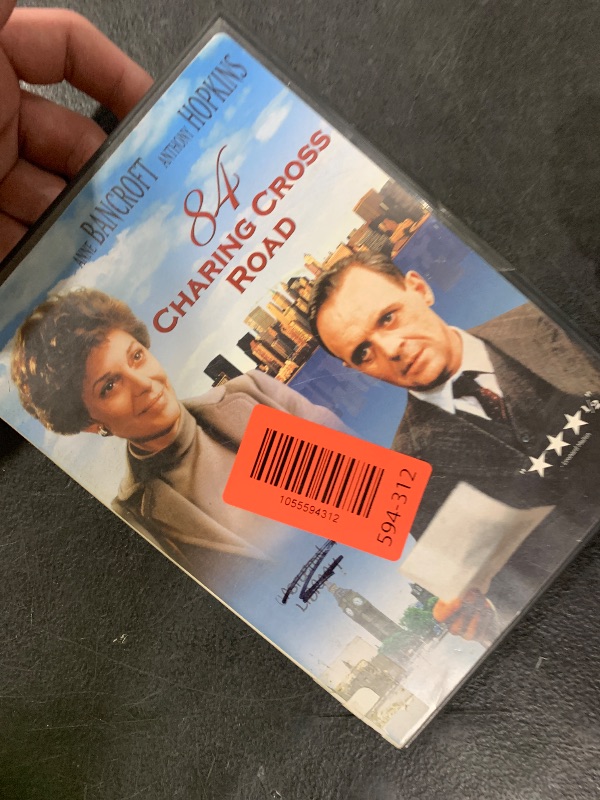 ANNE BANCROFT ANTHONY HOPKINS
84
CHARING CROSS
ROAD
1055594312
594-312